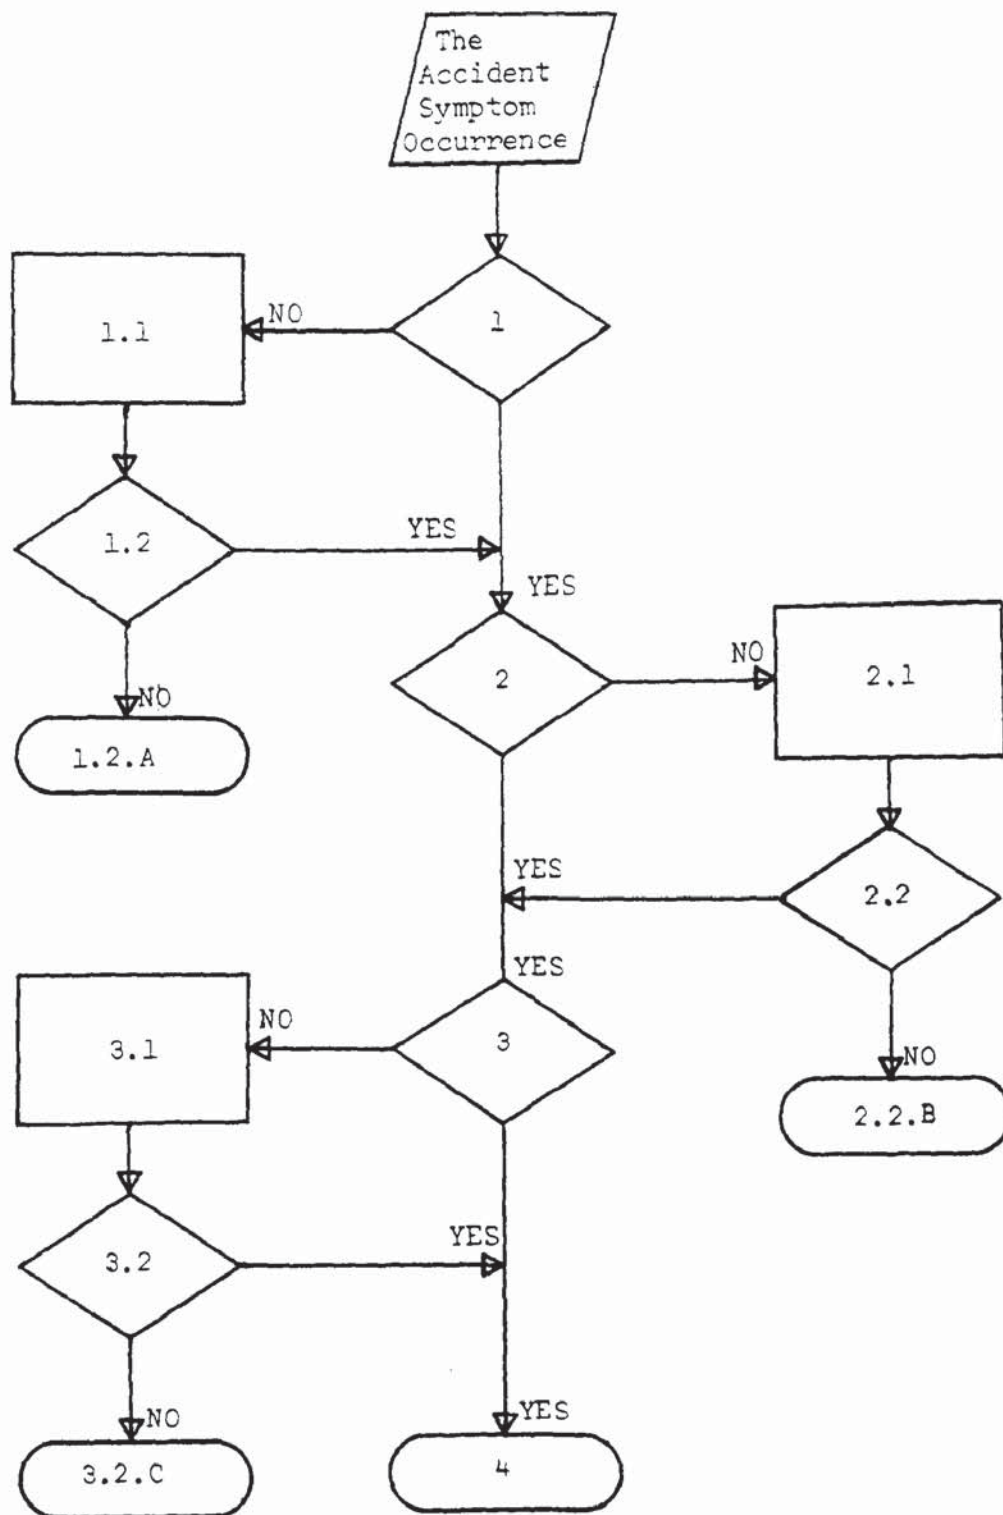 The
Accident
Symptom
Occurrence
1
NO
1.1
1.2
YES
YES
NO
1.2.A
2
NO
2.1
YES
2.2
YES
3
NO
3.1
NO
2.2.B
3.2
YES
NO
3.2.C
YES
4